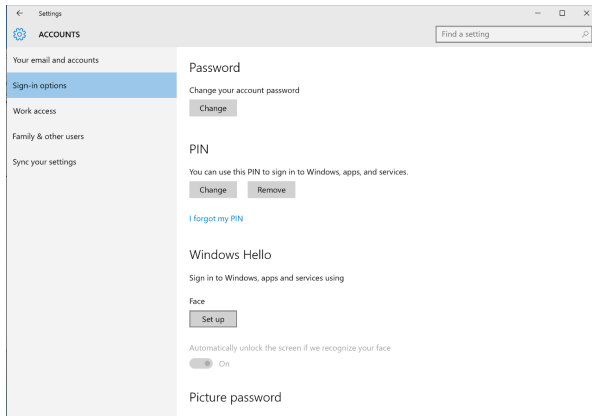 Settings
ACCOUNTS
Find a setting
Your email and accounts
Sign-in options
Work access
Family & other users
Sync your settings
Password
Change your account password
Change
PIN
You can use this PIN to sign in to Windows, apps, and services.
Change Remove
I forgot my PIN
Windows Hello
Sign in to Windows, apps and services using
Face
Set up
Automatically unlock the screen if we recognize your face
On
Picture password